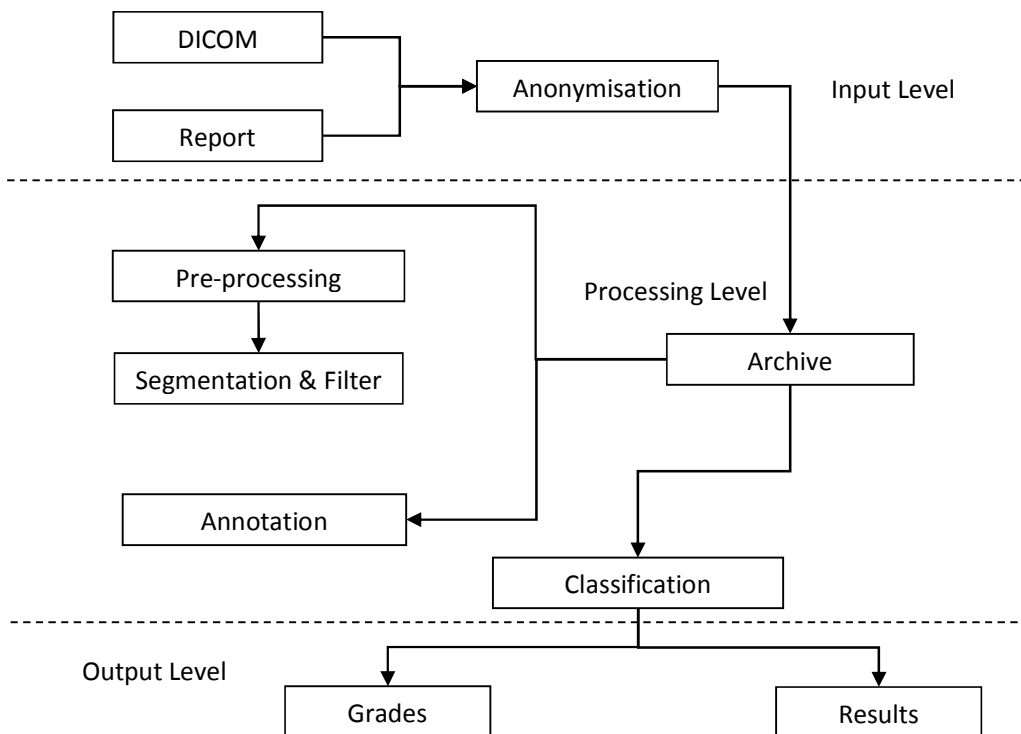 DICOM
Anonymisation
Input Level
Report
Pre-processing
Processing Level
Archive
Segmentation & Filter
Annotation
Classification
Output Level
Grades
Results